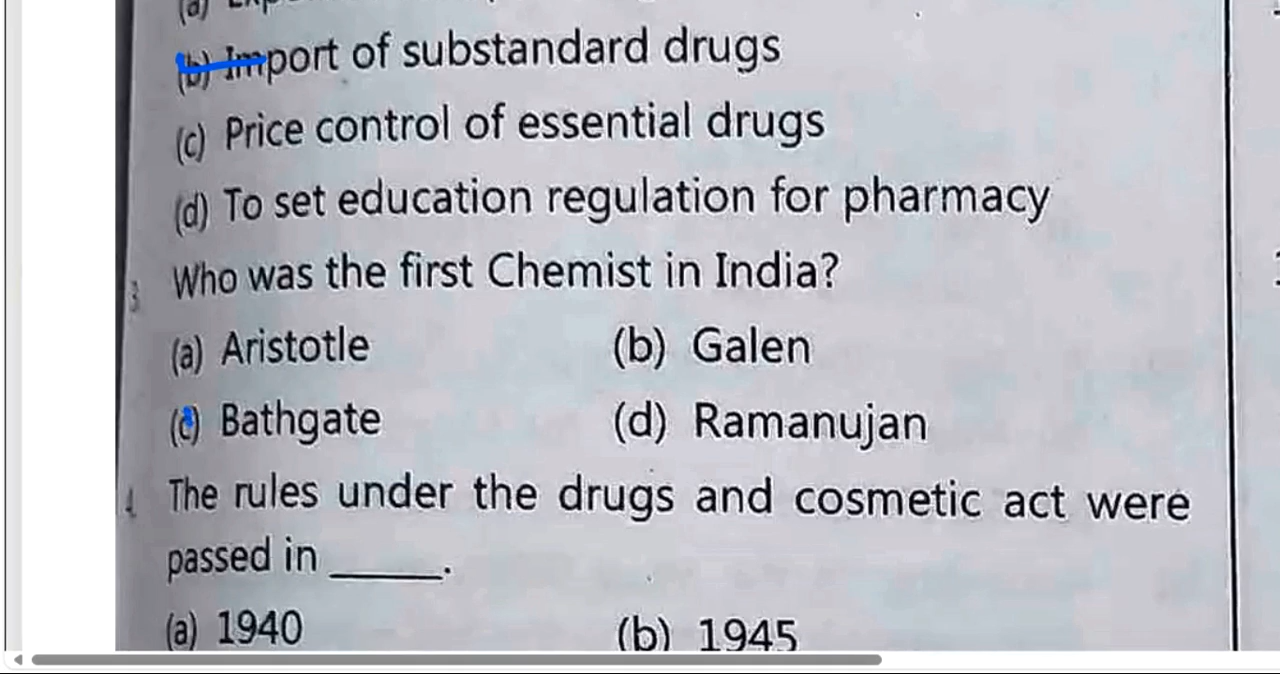 (b) Import of substandard drugs
(c) Price control of essential drugs
(d) To set education regulation for pharmacy
3 Who was the first Chemist in India?
(a) Aristotle (b) Galen
(c) Bathgate (d) Ramanujan
4 The rules under the drugs and cosmetic act were
passed in ______.
(a) 1940 (b) 1945